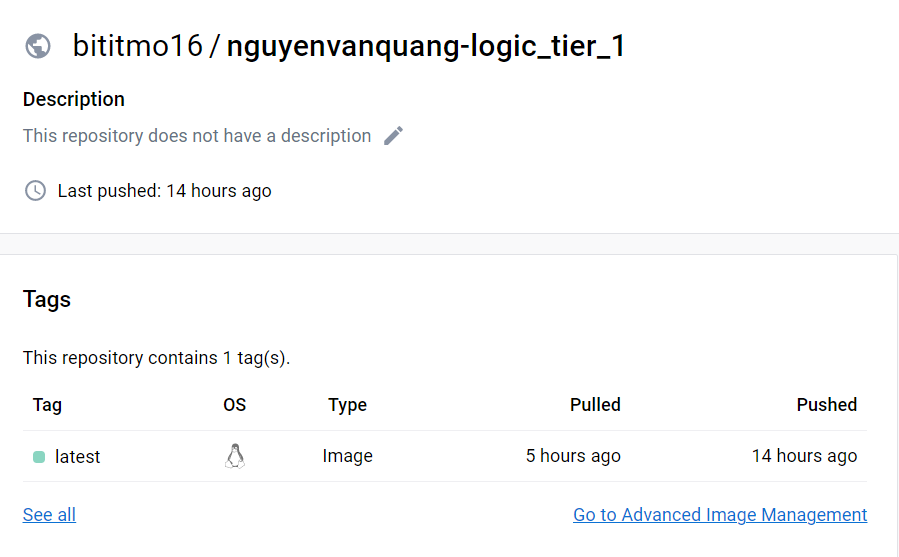 bititmo16 / nguyenvanquang-logic_tier_1
Description
This repository does not have a description
Last pushed: 14 hours ago
Tags
This repository contains 1 tag(s).
Tag OS Type Pulled Pushed
latest Image 5 hours ago 14 hours ago
See all Go to Advanced Image Management